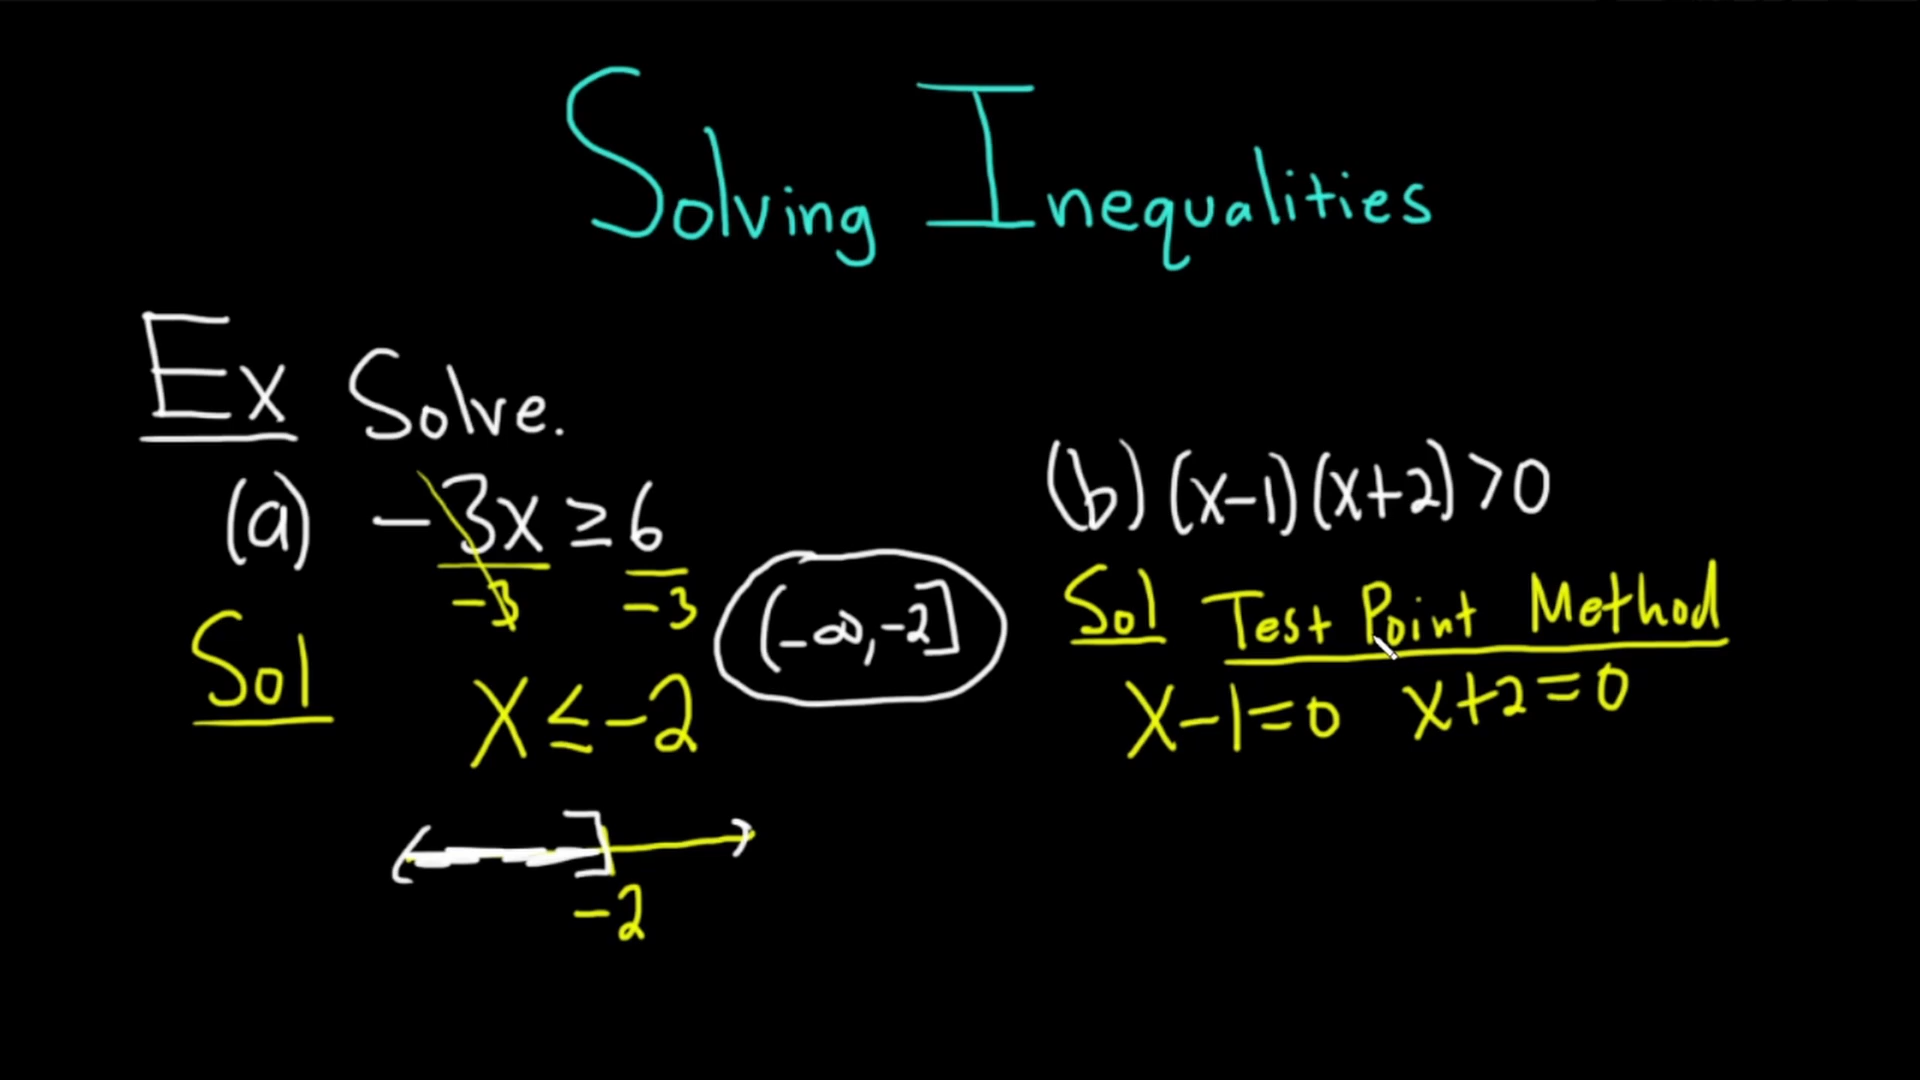 Solving Inequalities
Ex Solve.
(a) -3x ≥ 6
-3 -3
Sol
x ≤ -2
(-∞, -2]
-2
(b) (x-1)(x+2) > 0
Sol Test Point Method
x-1=0 x+2=0